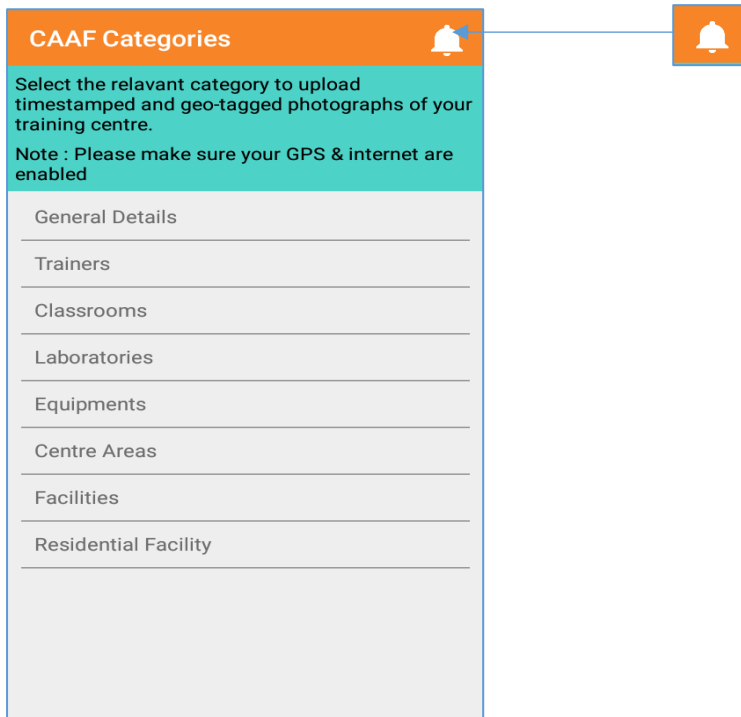 CAAF Categories
Select the relavant category to upload
timestamped and geo-tagged photographs of your
training centre.
Note : Please make sure your GPS & internet are
enabled
General Details
Trainers
Classrooms
Laboratories
Equipments
Centre Areas
Facilities
Residential Facility